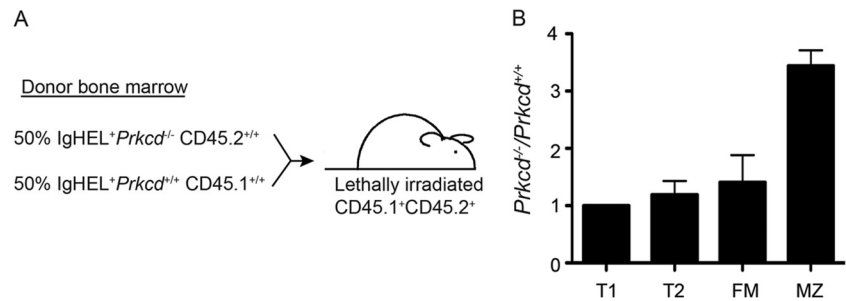 A
Donor bone marrow
50% IgHEL⁺Prkcd⁻/⁻ CD45.2⁺/⁺
50% IgHEL⁺Prkcd⁺/⁺ CD45.1⁺/⁺
Lethally irradiated
CD45.1⁺CD45.2⁺
B
Prkcd⁻/⁻/Prkcd⁺/⁺
4
3
2
1
0
T1 T2 FM MZ